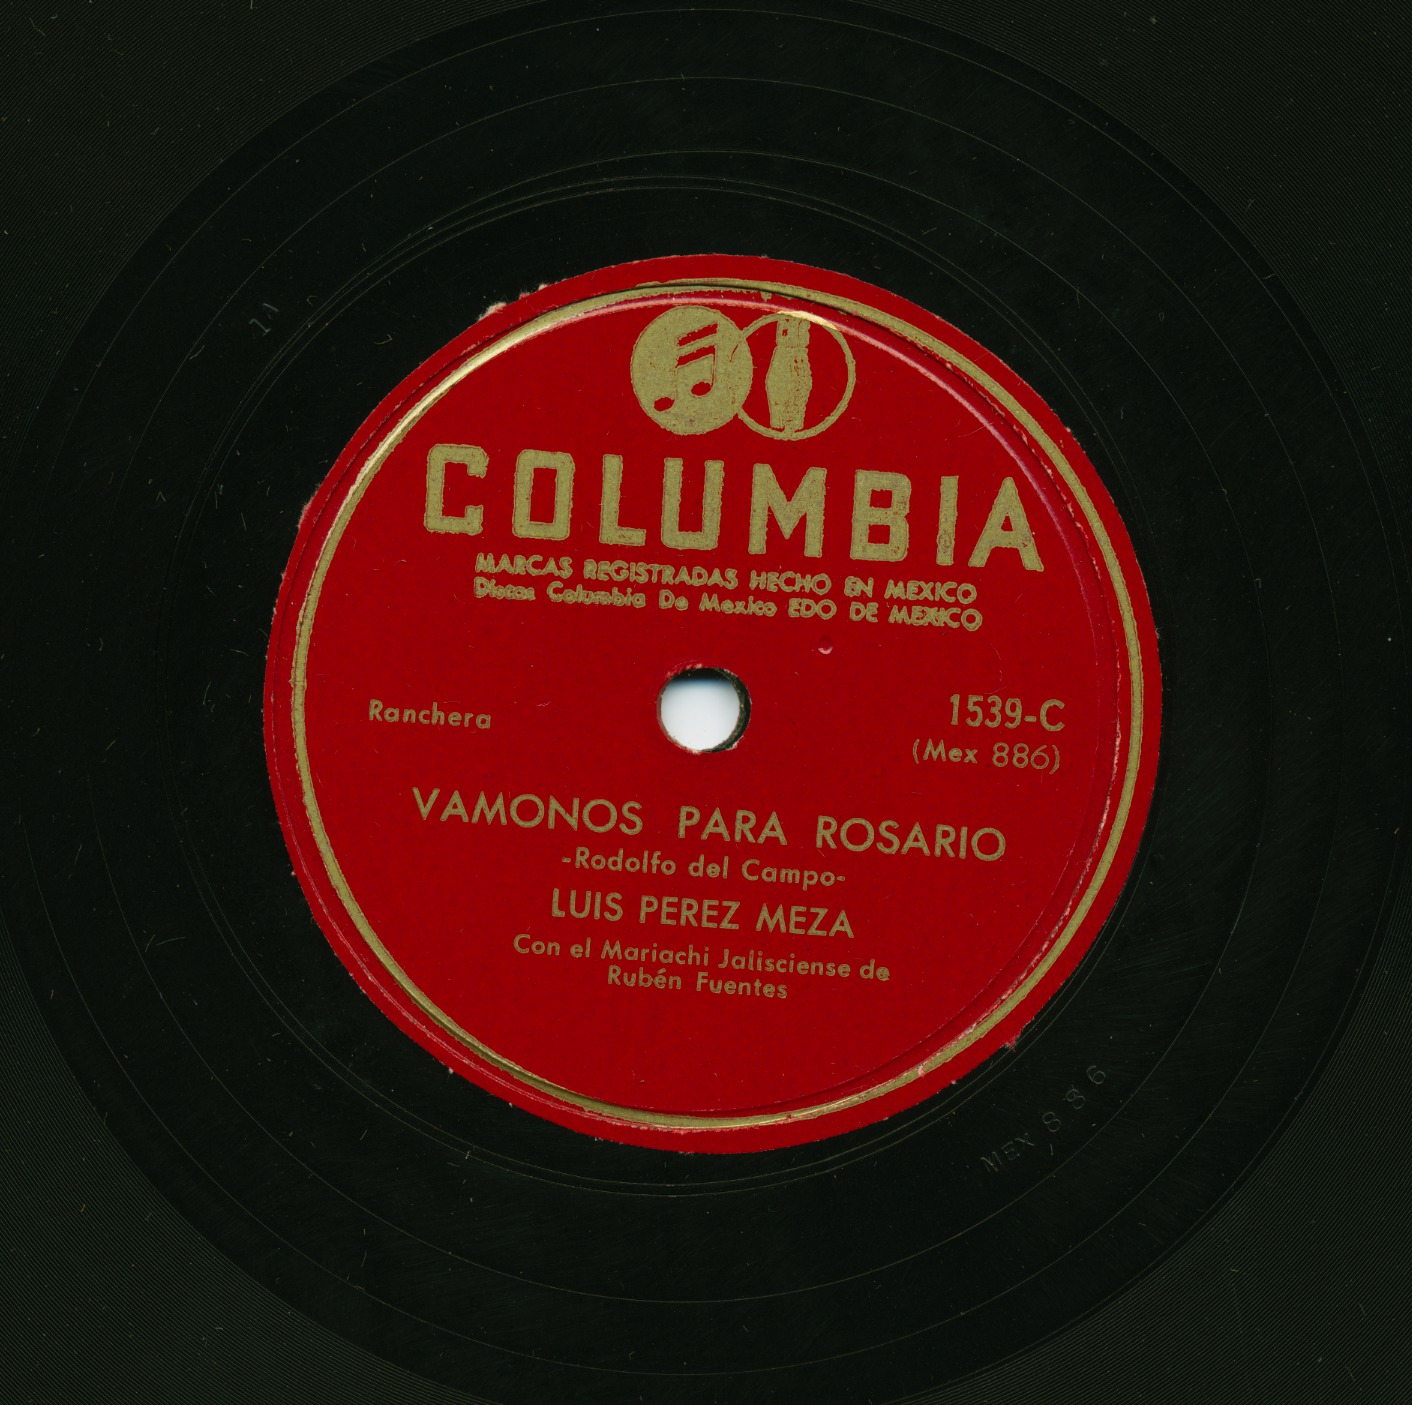 COLUMBIA
MARCAS REGISTRADAS HECHO EN MEXICO
Discos Columbia De Mexico EDO DE MEXICO
Ranchera
1539-C
(Mex 886)
VAMONOS PARA ROSARIO
-Rodolfo del Campo-
LUIS PEREZ MEZA
Con el Mariachi Jalisciense de
Rubén Fuentes
MEX 886